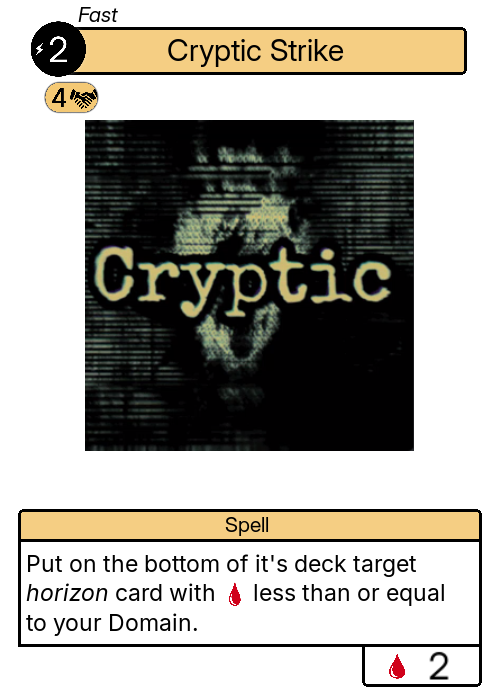 Fast
2 Cryptic Strike
4
Cryptic
Spell
Put on the bottom of it's deck target
horizon card with less than or equal
to your Domain.
2